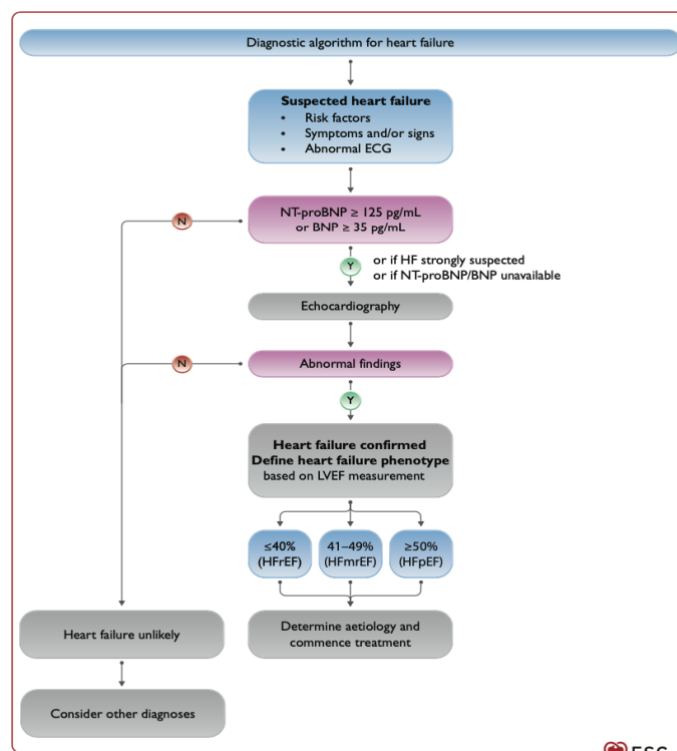 Diagnostic algorithm for heart failure
Suspected heart failure
• Risk factors
• Symptoms and/or signs
• Abnormal ECG
NT-proBNP ≥ 125 pg/mL
or BNP ≥ 35 pg/mL
N
Y
or if HF strongly suspected
or if NT-proBNP/BNP unavailable
Echocardiography
N
Abnormal findings
Y
Heart failure confirmed
Define heart failure phenotype
based on LVEF measurement
≤40%
(HFrEF)
41–49%
(HFmrEF)
≥50%
(HFpEF)
Heart failure unlikely
Determine aetiology and
commence treatment
Consider other diagnoses
ESC